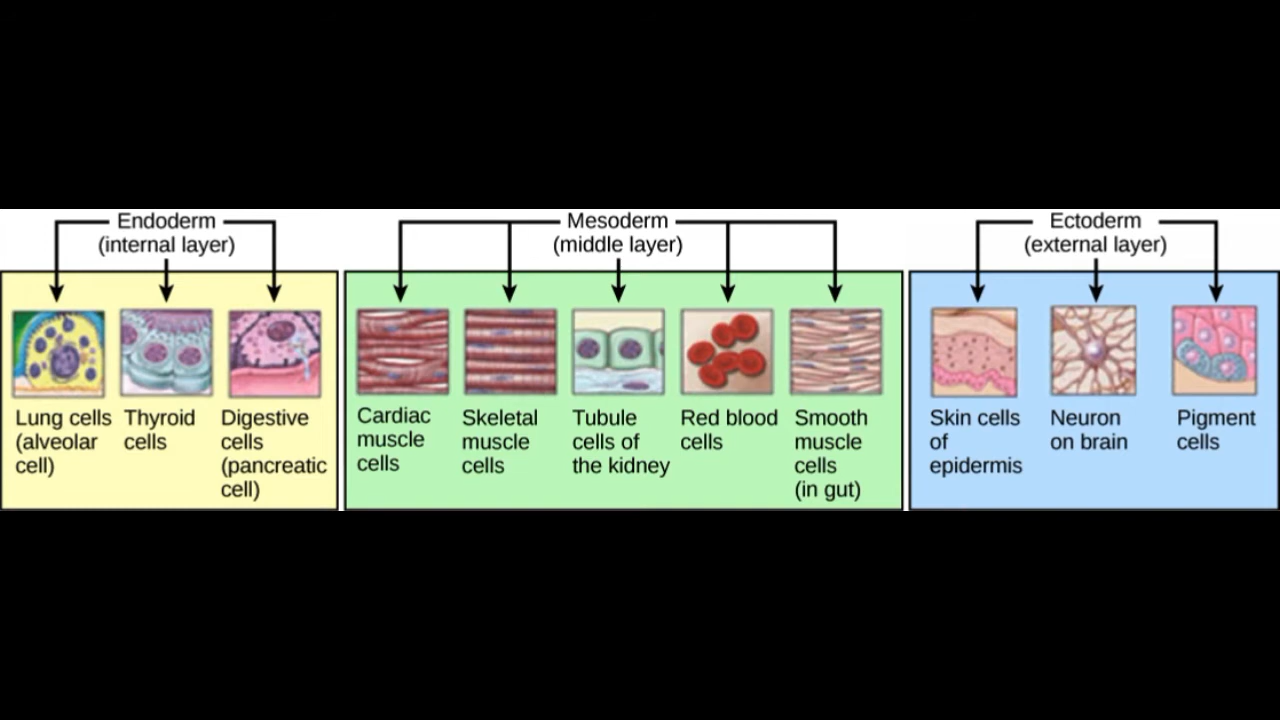 Endoderm
(internal layer)
Lung cells
(alveolar
cell)
Thyroid
cells
Digestive
cells
(pancreatic
cell)
Mesoderm
(middle layer)
Cardiac
muscle
cells
Skeletal
muscle
cells
Tubule
cells of
the kidney
Red blood
cells
Smooth
muscle
cells
(in gut)
Ectoderm
(external layer)
Skin cells
of
epidermis
Neuron
on brain
Pigment
cells